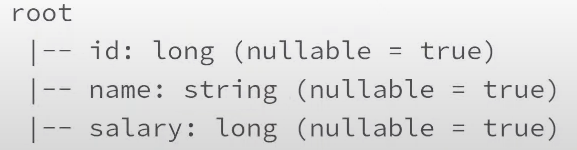 root
 |-- id: long (nullable = true)
 |-- name: string (nullable = true)
 |-- salary: long (nullable = true)